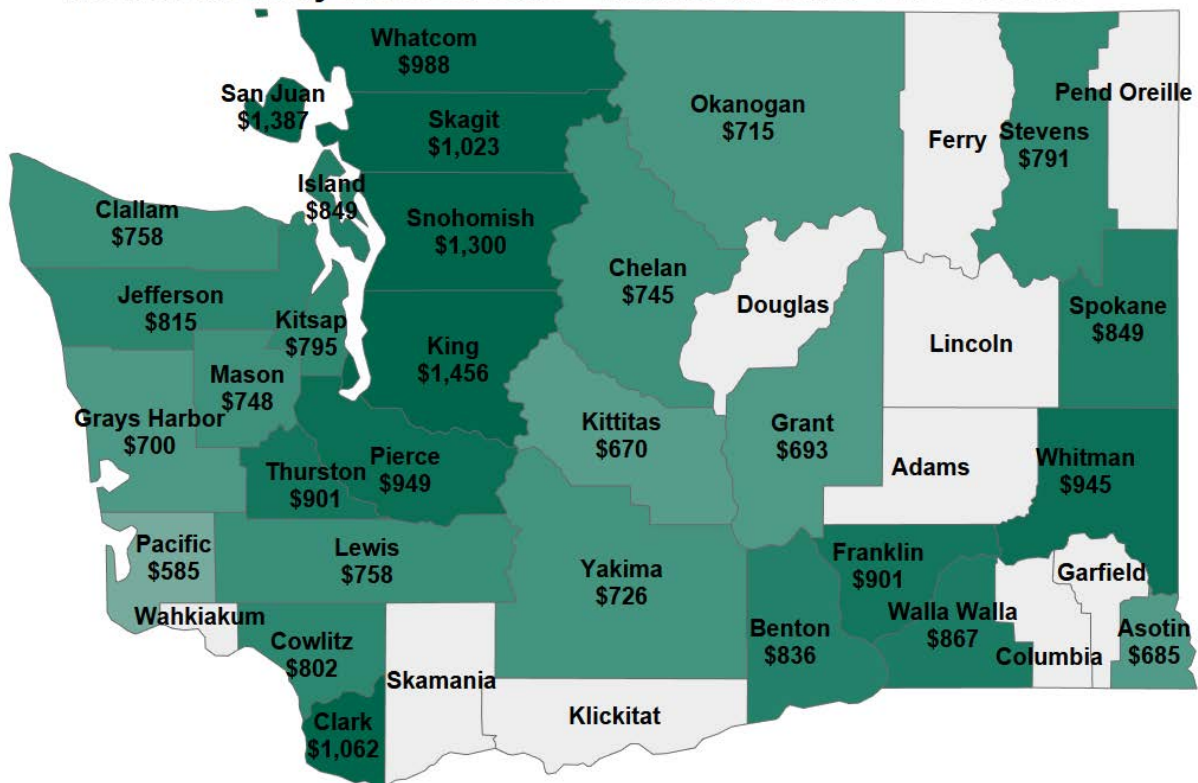 Whatcom
$988
San Juan
$1,387
Skagit
$1,023
Okanogan
$715
Pend Oreille
Ferry
Stevens
$791
Island
$849
Clallam
$758
Snohomish
$1,300
Chelan
$745
Jefferson
$815
Kitsap
$795
Douglas
Spokane
$849
King
$1,456
Lincoln
Mason
$748
Grays Harbor
$700
Kittitas
$670
Grant
$693
Thurston
$901
Pierce
$949
Adams
Whitman
$945
Pacific
$585
Lewis
$758
Yakima
$726
Franklin
$901
Garfield
Wahkiakum
Walla Walla
$867
Cowlitz
$802
Benton
$836
Columbia
Asotin
$685
Skamania
Klickitat
Clark
$1,062